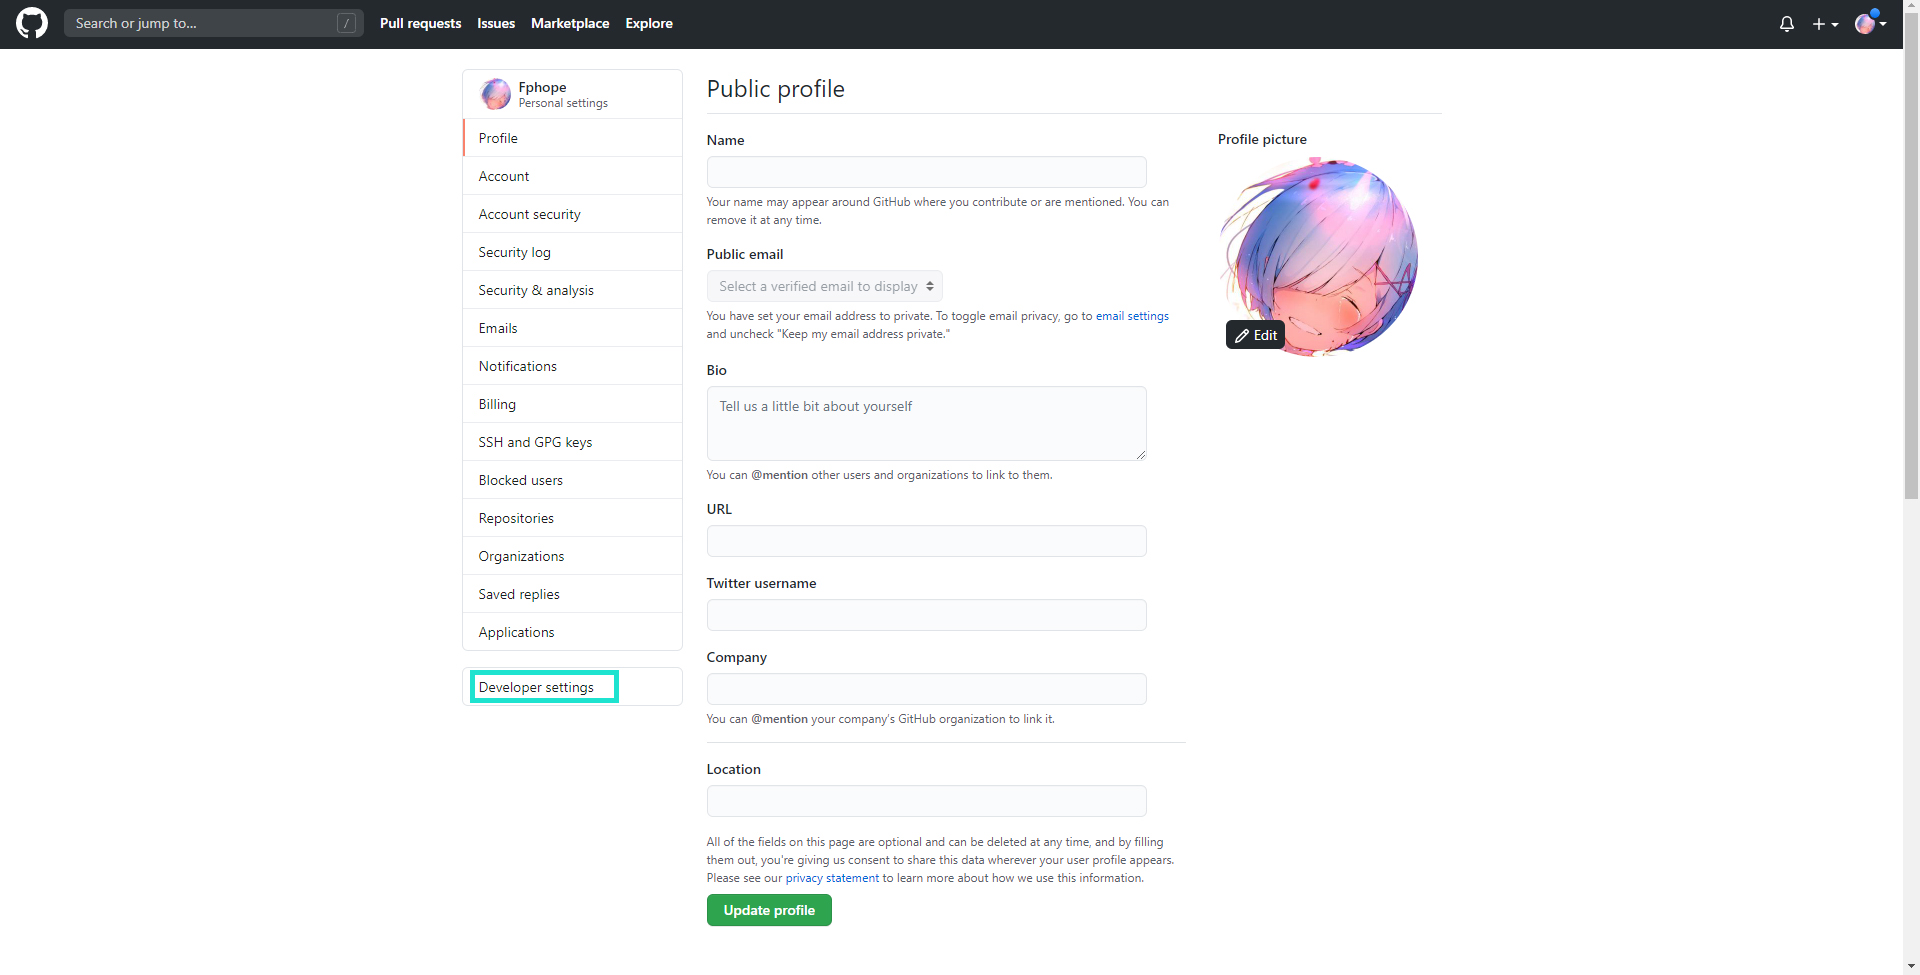 Search or jump to...
/
Pull requests
Issues
Marketplace
Explore
Fphope
Personal settings
Profile
Account
Account security
Security log
Security & analysis
Emails
Notifications
Billing
SSH and GPG keys
Blocked users
Repositories
Organizations
Saved replies
Applications
Developer settings
Public profile
Name
Your name may appear around GitHub where you contribute or are mentioned. You can
remove it at any time.
Public email
Select a verified email to display
You have set your email address to private. To toggle email privacy, go to email settings
and uncheck "Keep my email address private."
Bio
Tell us a little bit about yourself
You can @mention other users and organizations to link to them.
URL
Twitter username
Company
You can @mention your company's GitHub organization to link it.
Location
All of the fields on this page are optional and can be deleted at any time, and by filling
them out, you're giving us consent to share this data wherever your user profile appears.
Please see our privacy statement to learn more about how we use this information.
Update profile
Profile picture
Edit